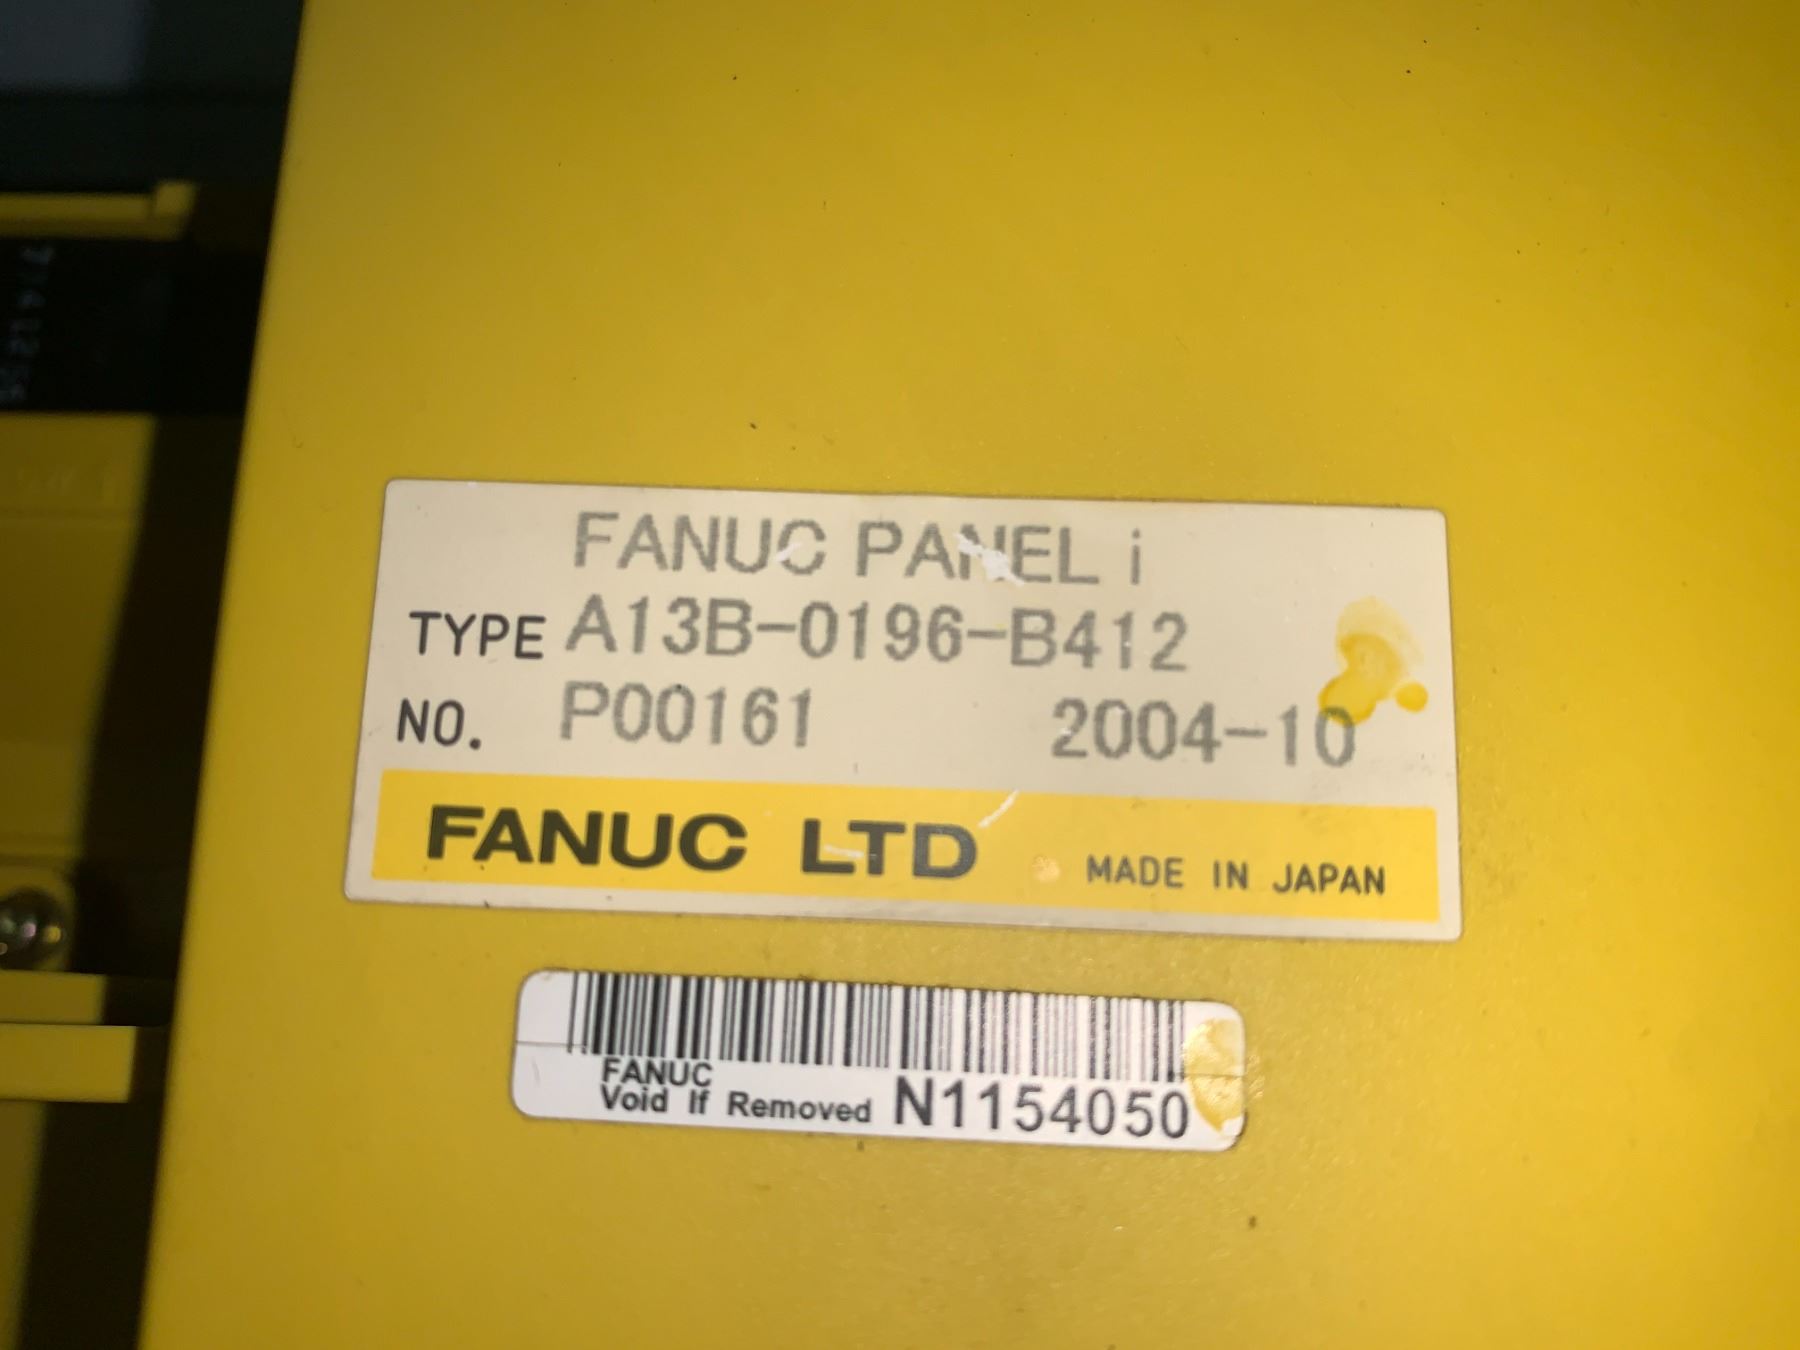 FANUC PANEL i
TYPE A13B-0196-B412
NO. P00161 2004-10
FANUC LTD MADE IN JAPAN
FANUC
Void If Removed N1154050